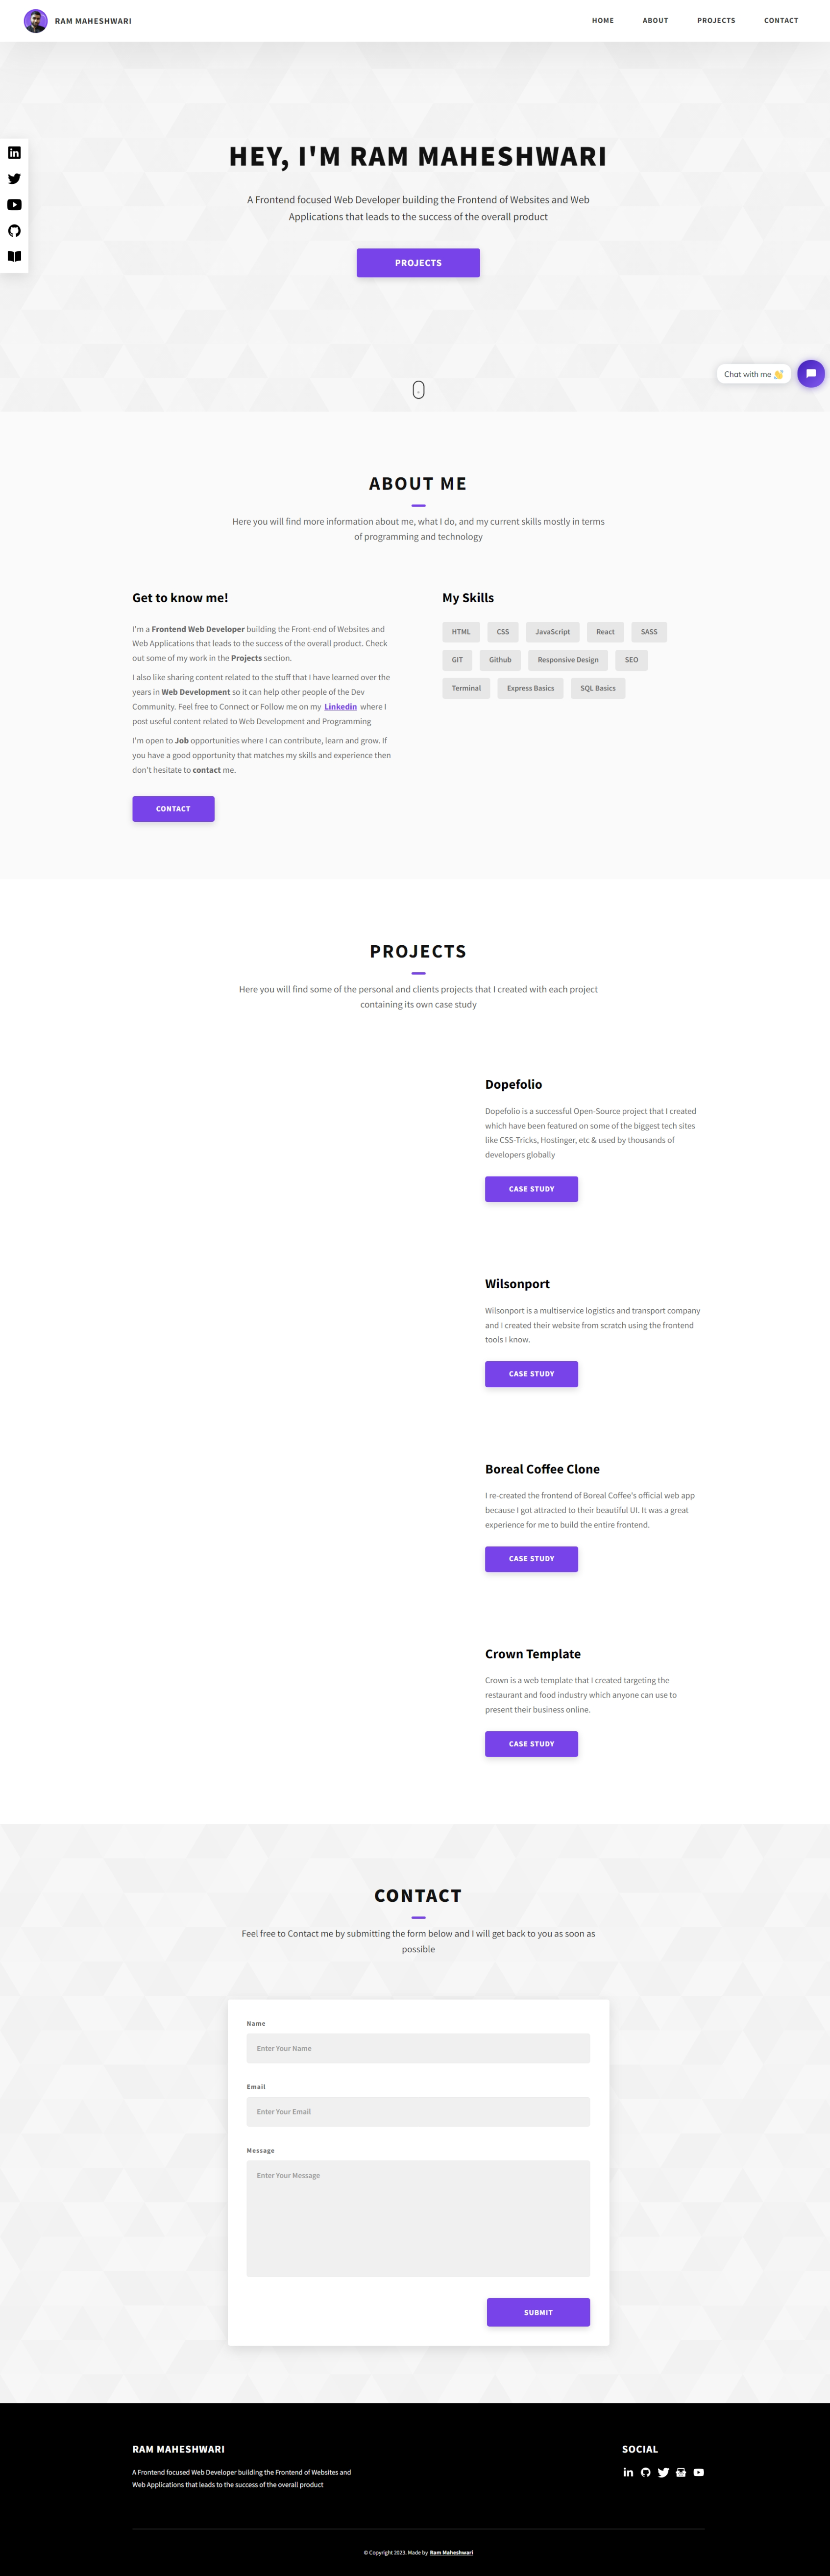 RAM MAHESHWARI
HOME ABOUT PROJECTS CONTACT
HEY, I'M RAM MAHESHWARI
A Frontend focused Web Developer building the Frontend of Websites and Web
Applications that leads to the success of the overall product
PROJECTS
Chat with me 👋
ABOUT ME
Here you will find more information about me, what I do, and my current skills mostly in terms
of programming and technology
Get to know me!
I'm a Frontend Web Developer building the Front-end of Websites and
Web Applications that leads to the success of the overall product. Check
out some of my work in the Projects section.
I also like sharing content related to the stuff that I have learned over the
years in Web Development so it can help other people of the Dev
Community. Feel free to Connect or Follow me on my Linkedin where I
post useful content related to Web Development and Programming
I'm open to Job opportunities where I can contribute, learn and grow. If
you have a good opportunity that matches my skills and experience then
don't hesitate to contact me.
CONTACT
My Skills
HTML CSS JavaScript React SASS
GIT Github Responsive Design SEO
Terminal Express Basics SQL Basics
PROJECTS
Here you will find some of the personal and clients projects that I created with each project
containing its own case study
Dopefolio
Dopefolio is a successful Open-Source project that I created
which have been featured on some of the biggest tech sites
like CSS-Tricks, Hostinger, etc & used by thousands of
developers globally
CASE STUDY
Wilsonport
Wilsonport is a multiservice logistics and transport company
and I created their website from scratch using the frontend
tools I know.
CASE STUDY
Boreal Coffee Clone
I re-created the frontend of Boreal Coffee's official web app
because I got attracted to their beautiful UI. It was a great
experience for me to build the entire frontend.
CASE STUDY
Crown Template
Crown is a web template that I created targeting the
restaurant and food industry which anyone can use to
present their business online.
CASE STUDY
CONTACT
Feel free to Contact me by submitting the form below and I will get back to you as soon as
possible
Name
Enter Your Name
Email
Enter Your Email
Message
Enter Your Message
SUBMIT
RAM MAHESHWARI
A Frontend focused Web Developer building the Frontend of Websites and
Web Applications that leads to the success of the overall product
SOCIAL
© Copyright 2023. Made by Ram Maheshwari